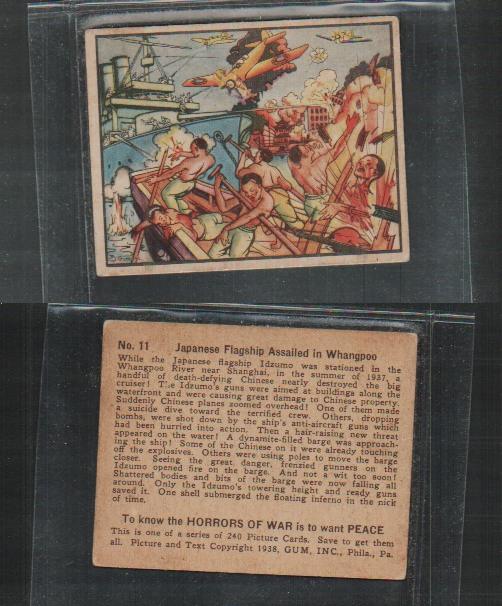 No. 11 Japanese Flagship Assailed in Whangpoo
While the Japanese flagship Idzumo was stationed in the
Whangpoo River near Shanghai, in the summer of 1937, a
handful of death-defying Chinese nearly destroyed the big
cruiser! The Idzumo's guns were aimed at buildings along the
waterfront and were causing great damage to Chinese property.
Suddenly Chinese planes zoomed overhead! One of them made
a suicide dive toward the terrified crew. Others, dropping
bombs, were shot down by the ship's anti-aircraft guns which
had been hurried into action. Then a hair-raising new threat
appeared on the water! A dynamite-filled barge was approach-
ing the ship! Some of the Chinese on it were already touching
off the explosives. Others were using poles to move the barge
closer. Seeing the great danger, frenzied gunners on the
Idzumo opened fire on the barge. And not a wit too soon!
Shattered bodies and bits of the barge were now falling all
around. Only the Idzumo's towering height and ready guns
saved it. One shell submerged the floating inferno in the nick
of time.
To know the HORRORS OF WAR is to want PEACE
This is one of a series of 240 Picture Cards. Save to get them
all. Picture and Text Copyright 1938, GUM, INC., Phila., Pa.